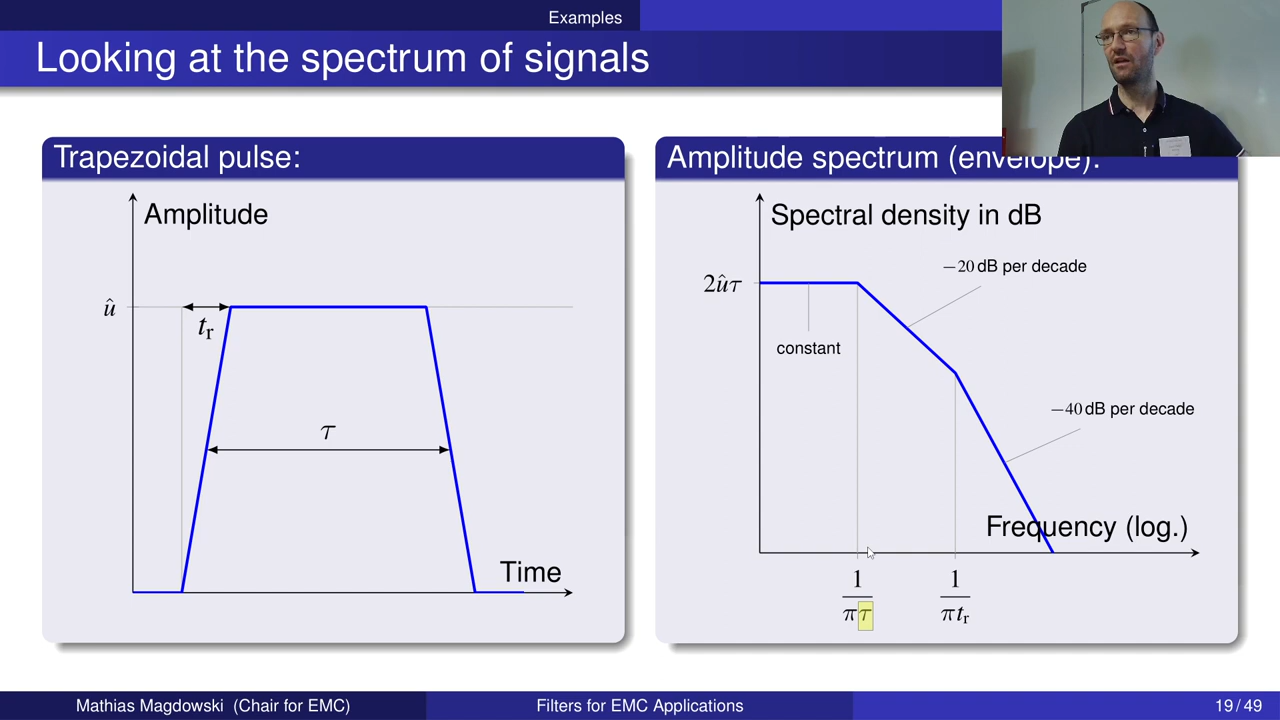 Examples
Looking at the spectrum of signals
Trapezoidal pulse:
Amplitude
û
tr
τ
Time
Amplitude spectrum (envelope):
Spectral density in dB
2ûτ
−20 dB per decade
constant
−40 dB per decade
Frequency (log.)
1
πτ
1
πtr
Mathias Magdowski (Chair for EMC)
Filters for EMC Applications
19 / 49